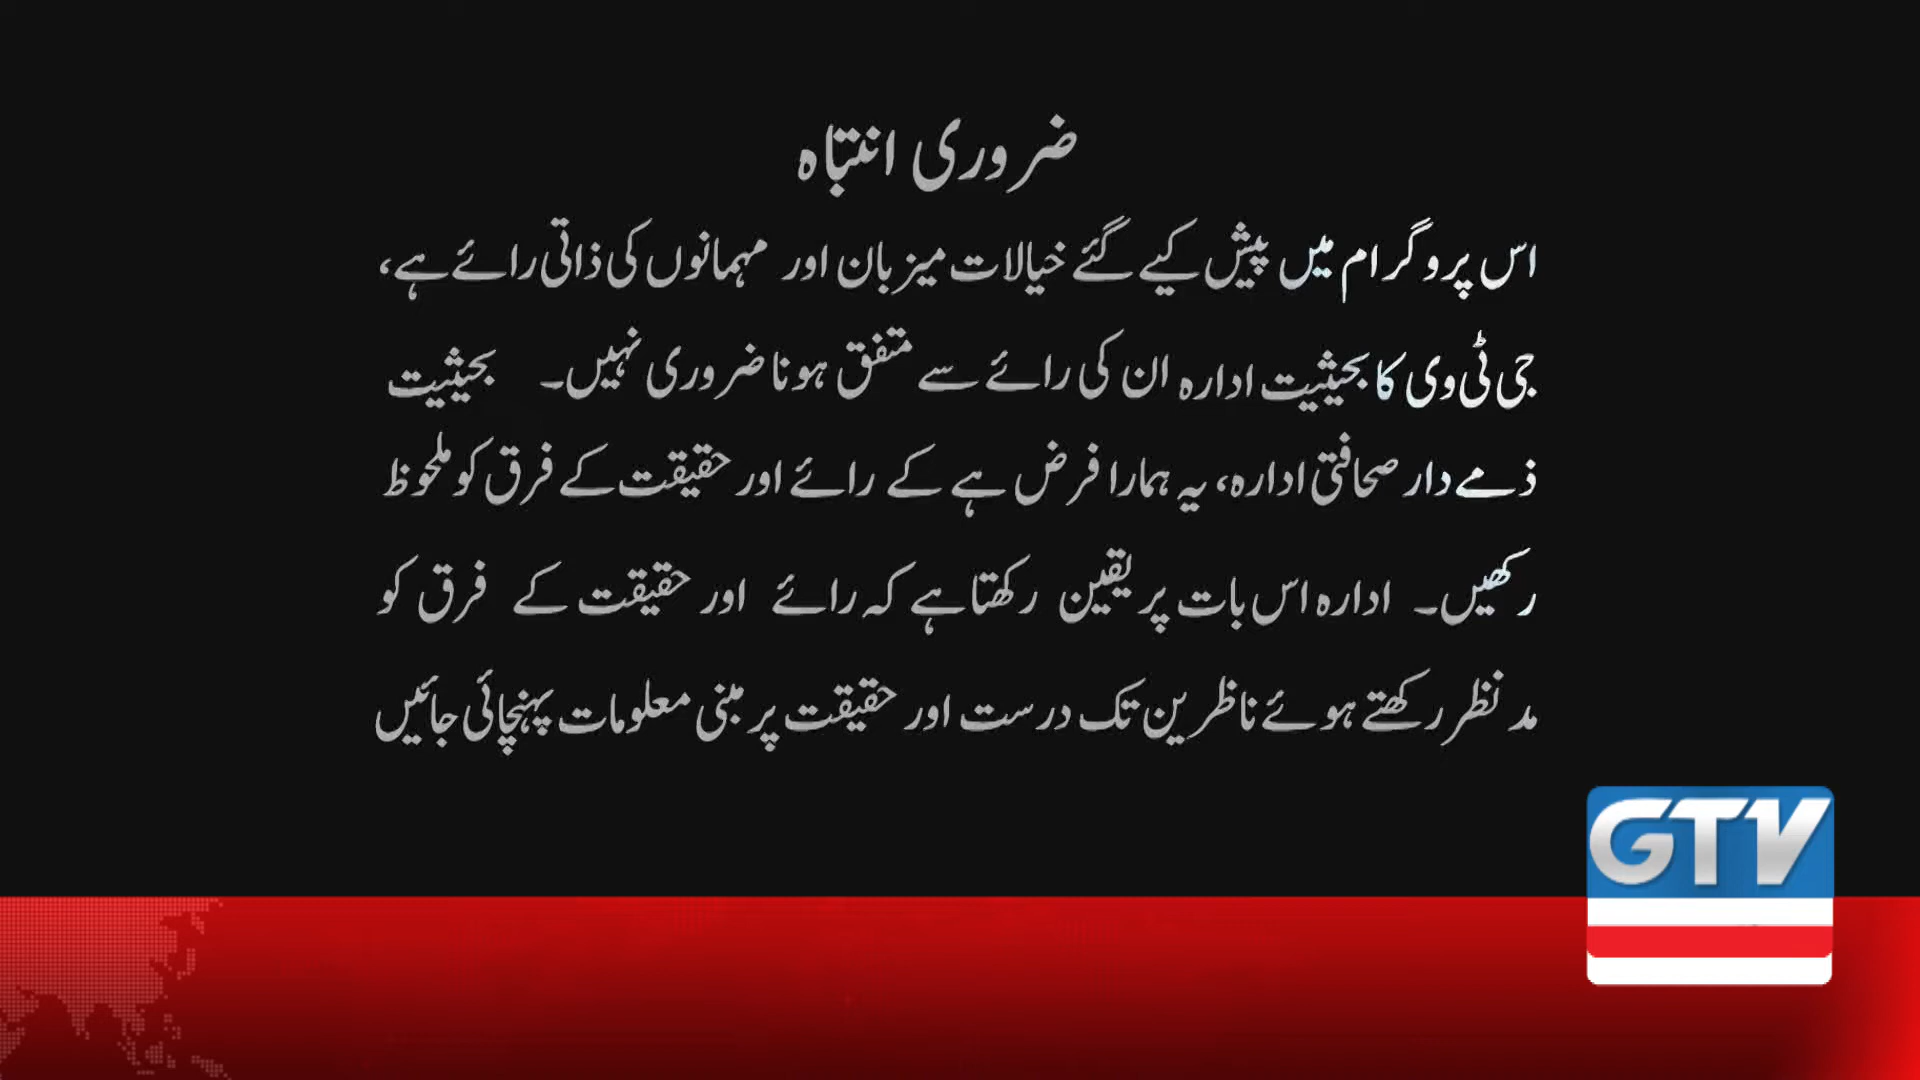 ضروری انتباہ
اس پروگرام میں پیش کیے گئے خیالات میزبان اور مہمانوں کی ذاتی رائے ہے،
جی ٹی وی کا بحیثیت ادارہ ان کی رائے سے متفق ہونا ضروری نہیں۔ بحیثیت
ذمے دار صحافتی ادارہ، یہ ہمارا فرض ہے کے رائے اور حقیقت کے فرق کو ملحوظ
رکھیں۔ ادارہ اس بات پر یقین رکھتا ہے کہ رائے اور حقیقت کے فرق کو
مد نظر رکھتے ہوئے ناظرین تک درست اور حقیقت پر مبنی معلومات پہنچائی جائیں
GTV